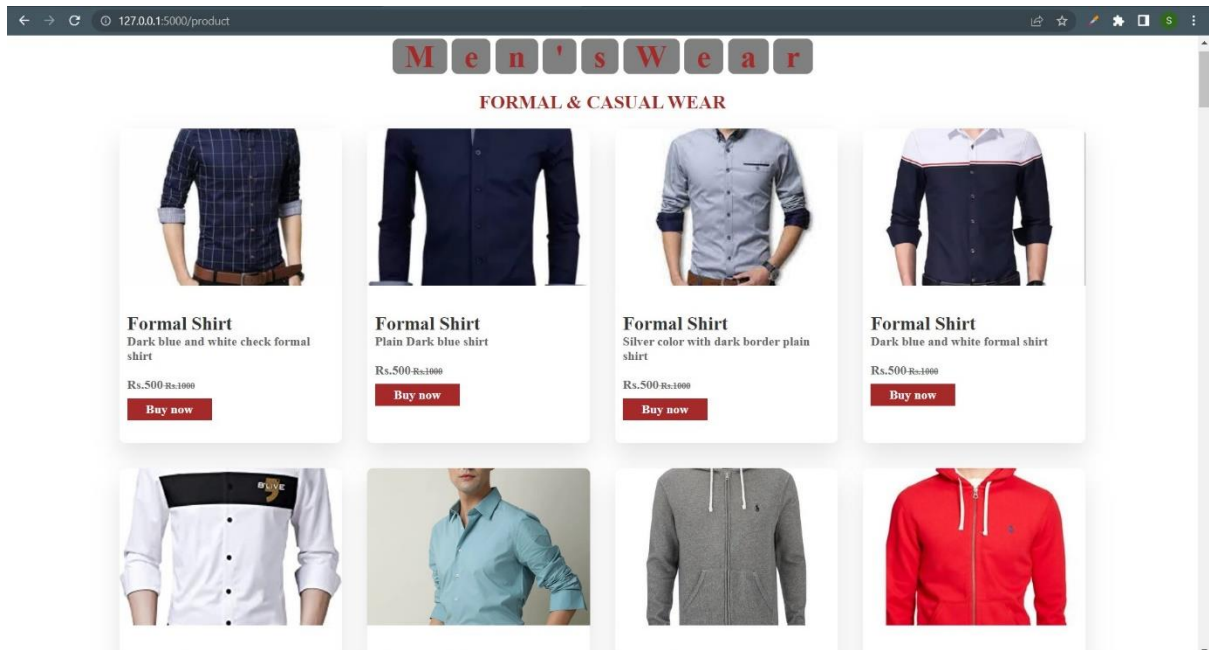 127.0.0.1:5000/product
S
Men'sWear
FORMAL & CASUAL WEAR
Formal Shirt
Dark blue and white check formal
shirt
Rs.500 Rs.1000
Buy now
Formal Shirt
Plain Dark blue shirt
Rs.500 Rs.1000
Buy now
Formal Shirt
Silver color with dark border plain
shirt
Rs.500 Rs.1000
Buy now
Formal Shirt
Dark blue and white formal shirt
Rs.500 Rs.1000
Buy now
B'LIVE